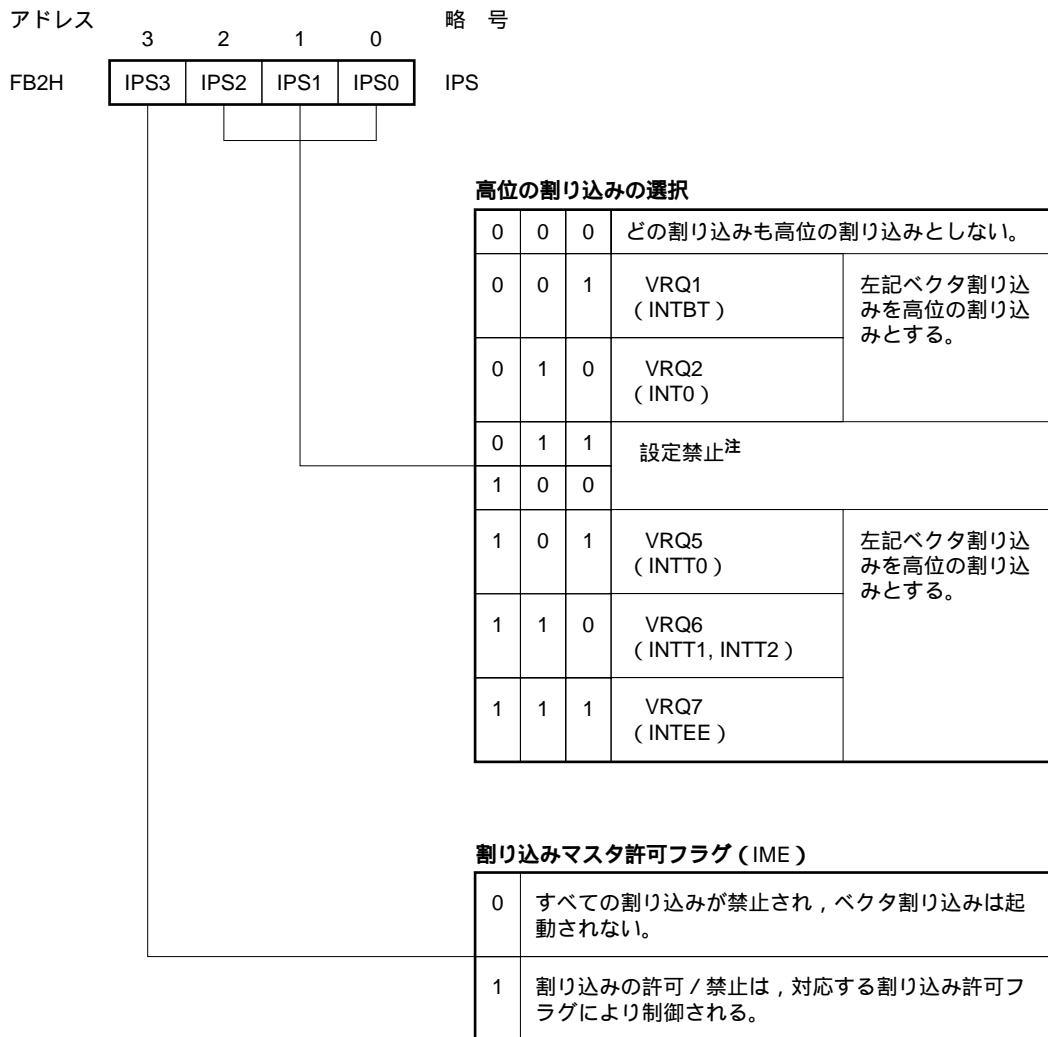 アドレス 略 号
3 2 1 0
FB2H IPS3 IPS2 IPS1 IPS0 IPS
高位の割り込みの選択
0 0 0 どの割り込みも高位の割り込みとしない。
0 0 1 VRQ1 左記ベクタ割り込
(INTBT) みを高位の割り込
みとする。
0 1 0 VRQ2
(INT0)
0 1 1 設定禁止注
1 0 0
1 0 1 VRQ5 左記ベクタ割り込
(INTT0) みを高位の割り込
みとする。
1 1 0 VRQ6
(INTT1, INTT2)
1 1 1 VRQ7
(INTEE)
割り込みマスタ許可フラグ(IME)
0 すべての割り込みが禁止され,ベクタ割り込みは起
動されない。
1 割り込みの許可/禁止は,対応する割り込み許可フ
ラグにより制御される。